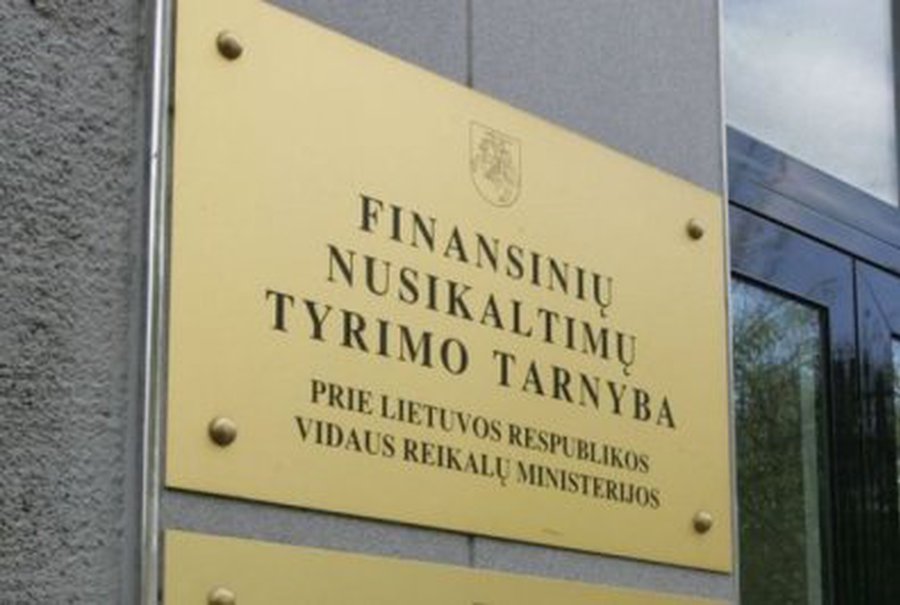 FINANSINIŲ
NUSIKALTIMŲ
TYRIMO TARNYBA
PRIE LIETUVOS RESPUBLIKOS
VIDAUS REIKALŲ MINISTERIJOS